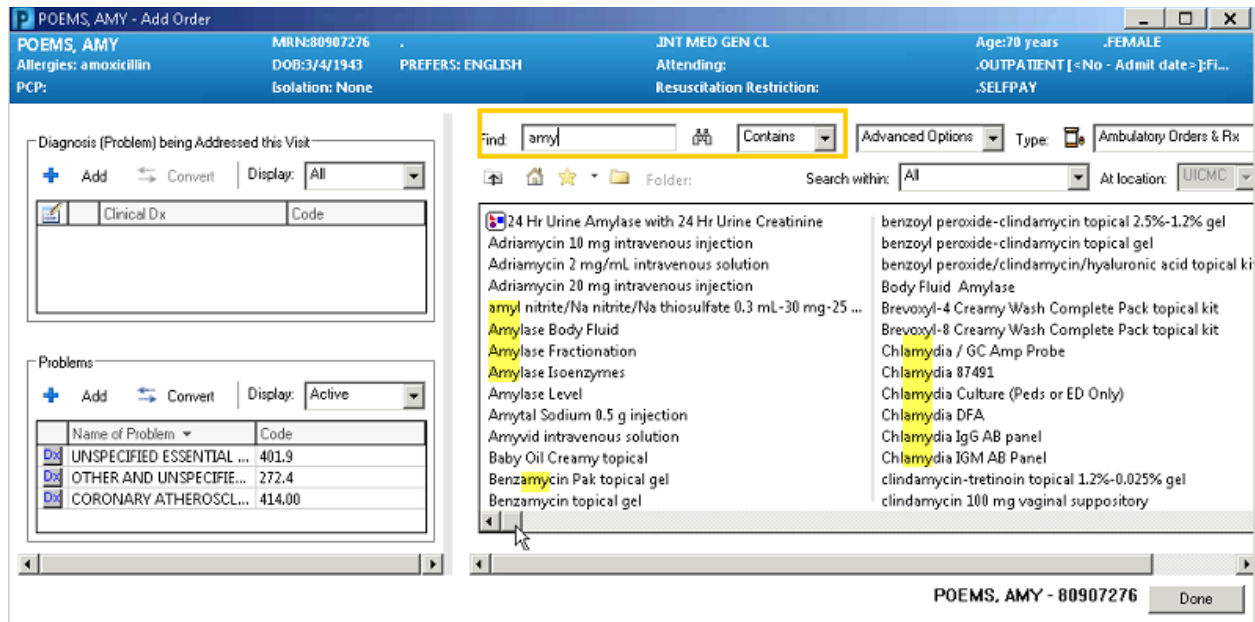 POEMS, AMY - Add Order
POEMS, AMY MRN:80907276 . .INT MED GEN CL Age:70 years .FEMALE
Allergies: amoxicillin DOB:3/4/1943 PREFERS: ENGLISH Attending: .OUTPATIENT [<No - Admit date>]:Fi...
PCP: Isolation: None Resuscitation Restriction: .SELFPAY
Diagnosis (Problem) being Addressed this Visit
Add Convert Display: All
Clinical Dx Code
Problems
Add Convert Display: Active
Name of Problem Code
Dx UNSPECIFIED ESSENTIAL ... 401.9
Dx OTHER AND UNSPECIFIE... 272.4
Dx CORONARY ATHEROSCL... 414.00
Find: amy Contains Advanced Options Type: Ambulatory Orders & Rx
Folder: Search within: All At location: UICMC
24 Hr Urine Amylase with 24 Hr Urine Creatinine
Adriamycin 10 mg intravenous injection
Adriamycin 2 mg/mL intravenous solution
Adriamycin 20 mg intravenous injection
amyl nitrite/Na nitrite/Na thiosulfate 0.3 mL-30 mg-25 ...
Amylase Body Fluid
Amylase Fractionation
Amylase Isoenzymes
Amylase Level
Amytal Sodium 0.5 g injection
Amyvid intravenous solution
Baby Oil Creamy topical
Benzamycin Pak topical gel
Benzamycin topical gel
benzoyl peroxide-clindamycin topical 2.5%-1.2% gel
benzoyl peroxide-clindamycin topical gel
benzoyl peroxide/clindamycin/hyaluronic acid topical ki
Body Fluid Amylase
Brevoxyl-4 Creamy Wash Complete Pack topical kit
Brevoxyl-8 Creamy Wash Complete Pack topical kit
Chlamydia / GC Amp Probe
Chlamydia 87491
Chlamydia Culture (Peds or ED Only)
Chlamydia DFA
Chlamydia IgG AB panel
Chlamydia IGM AB Panel
clindamycin-tretinoin topical 1.2%-0.025% gel
clindamycin 100 mg vaginal suppository
POEMS, AMY - 80907276 Done